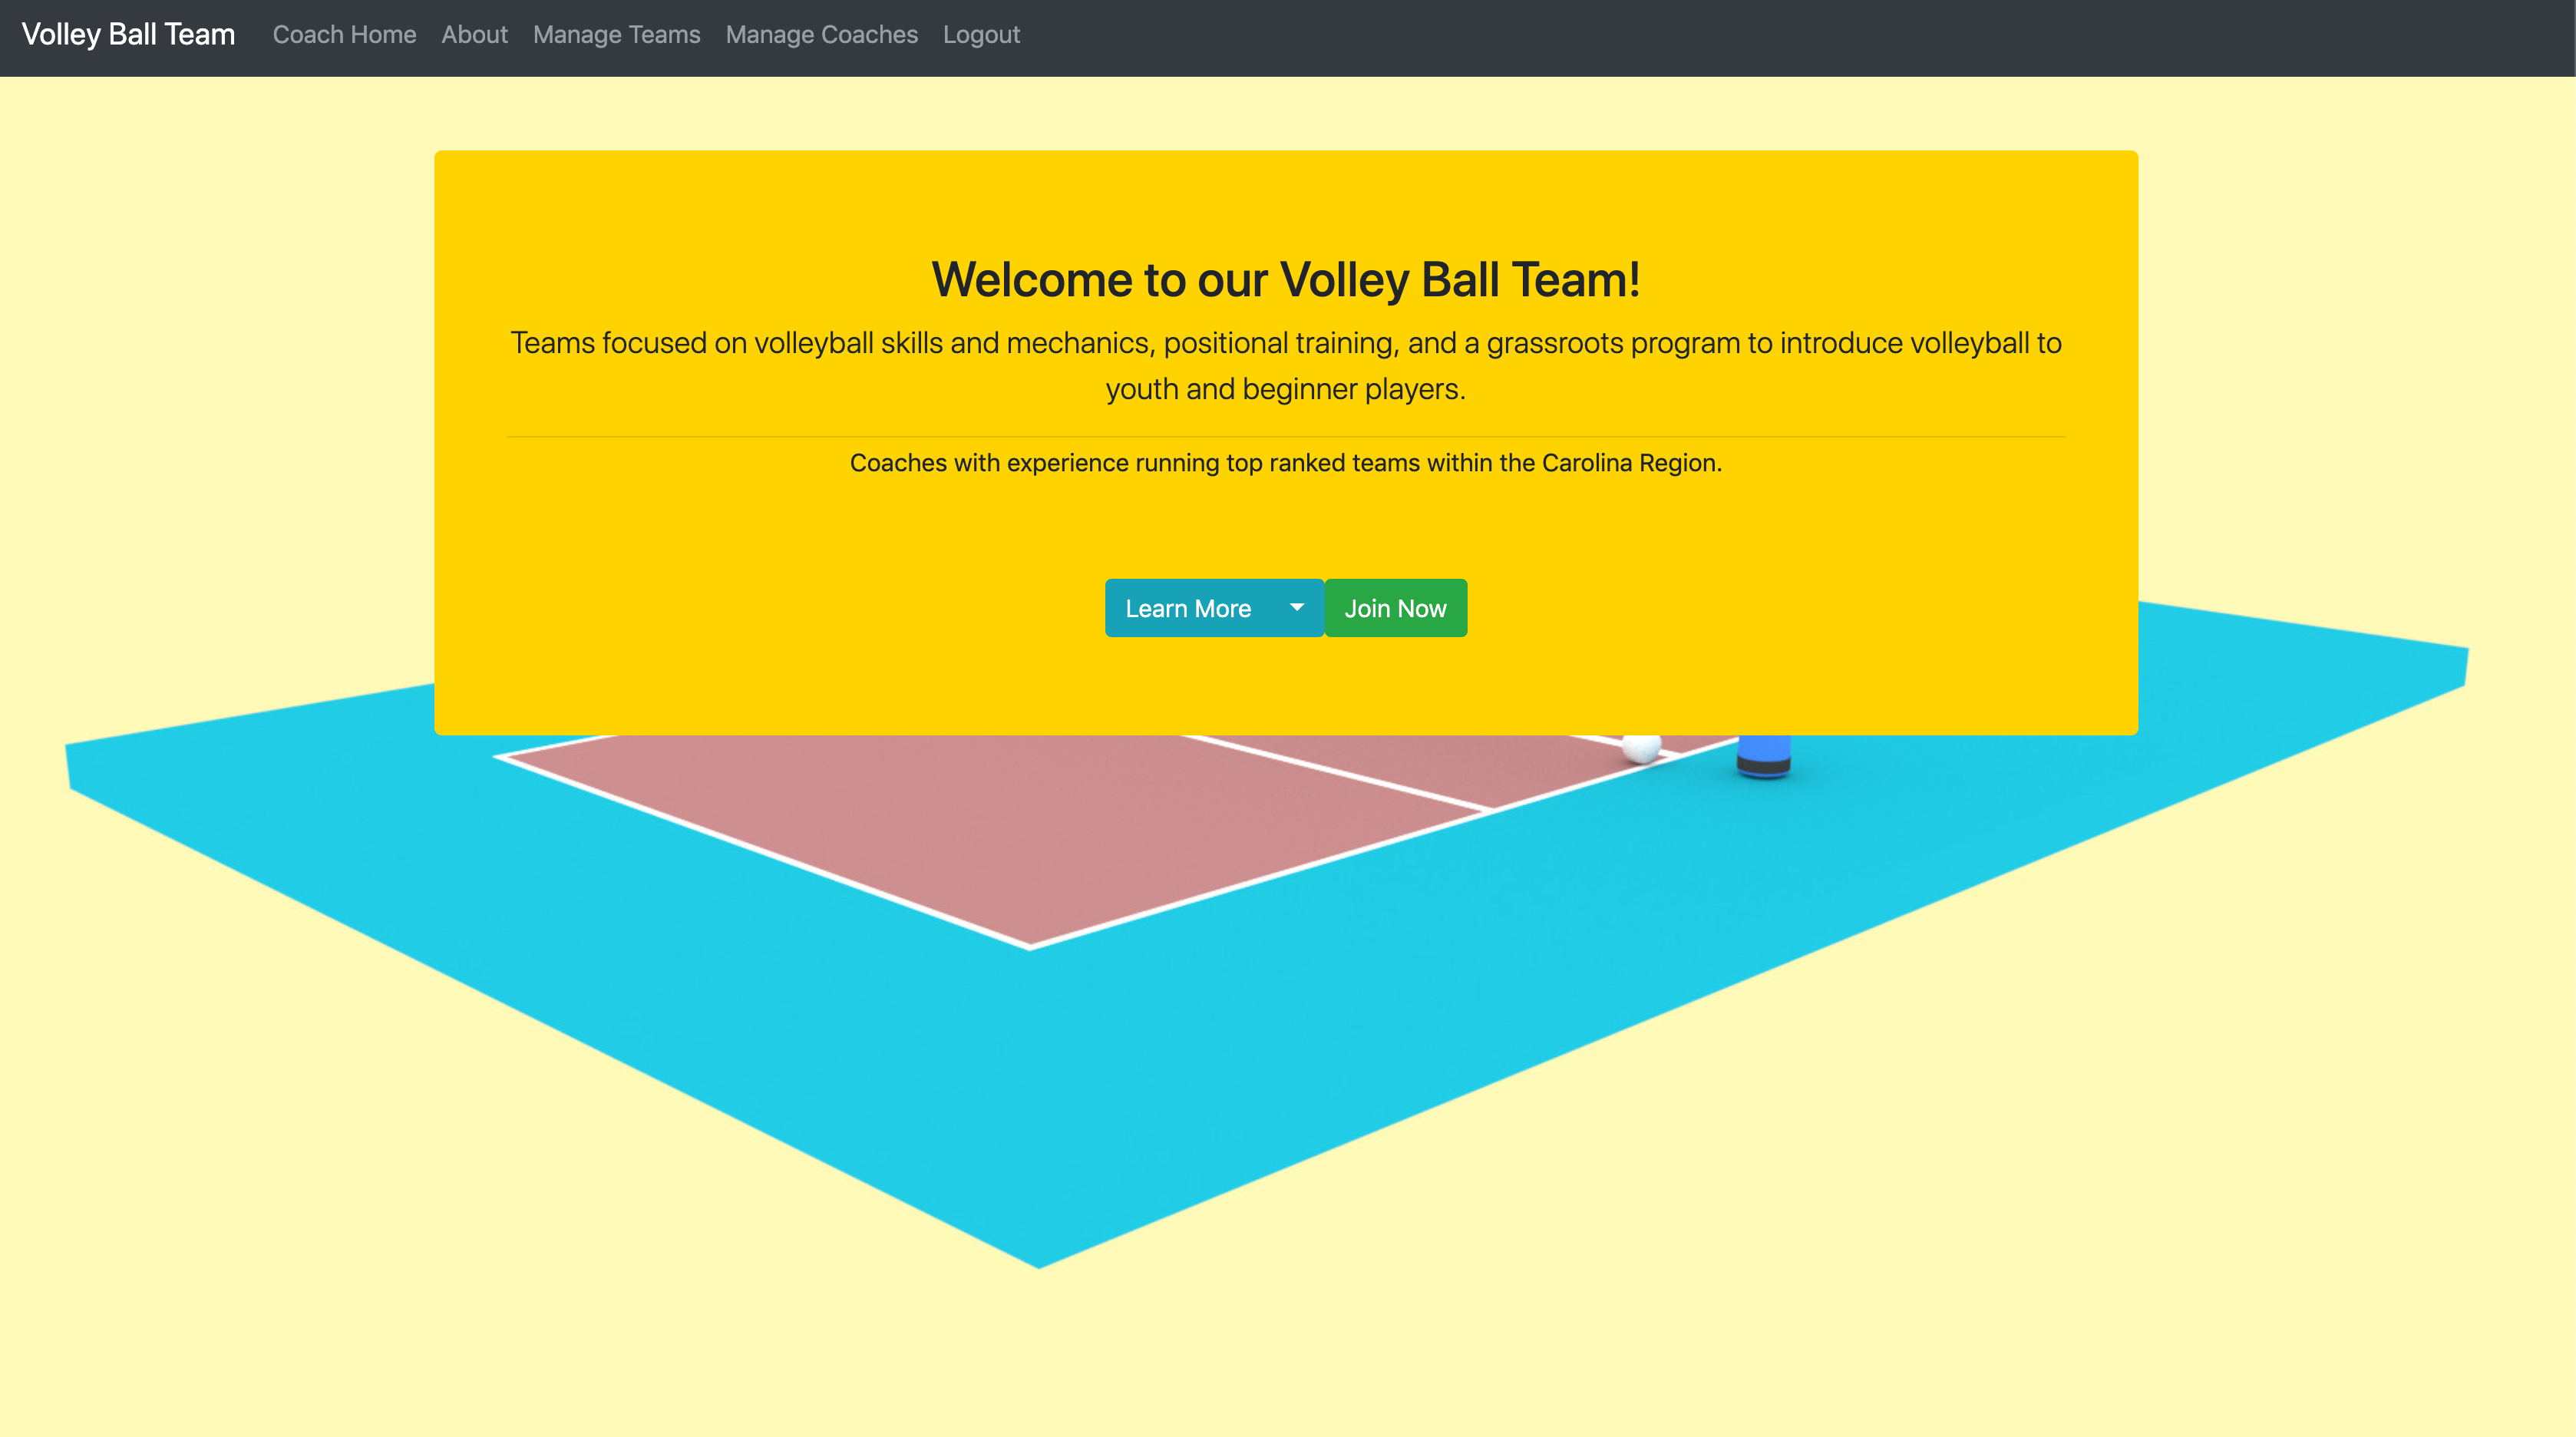 Volley Ball Team Coach Home About Manage Teams Manage Coaches Logout
Welcome to our Volley Ball Team!
Teams focused on volleyball skills and mechanics, positional training, and a grassroots program to introduce volleyball to
youth and beginner players.
Coaches with experience running top ranked teams within the Carolina Region.
Learn More Join Now